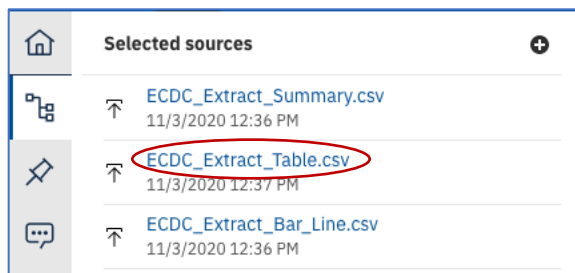 Selected sources
ECDC_Extract_Summary.csv
11/3/2020 12:36 PM
ECDC_Extract_Table.csv
11/3/2020 12:37 PM
ECDC_Extract_Bar_Line.csv
11/3/2020 12:36 PM